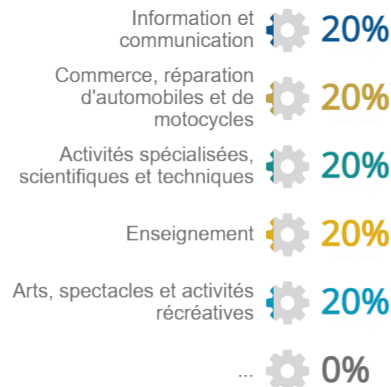 Information et
communication
20%
Commerce, réparation
d'automobiles et de
motocycles
20%
Activités spécialisées,
scientifiques et techniques
20%
Enseignement
20%
Arts, spectacles et activités
récréatives
20%
...
0%